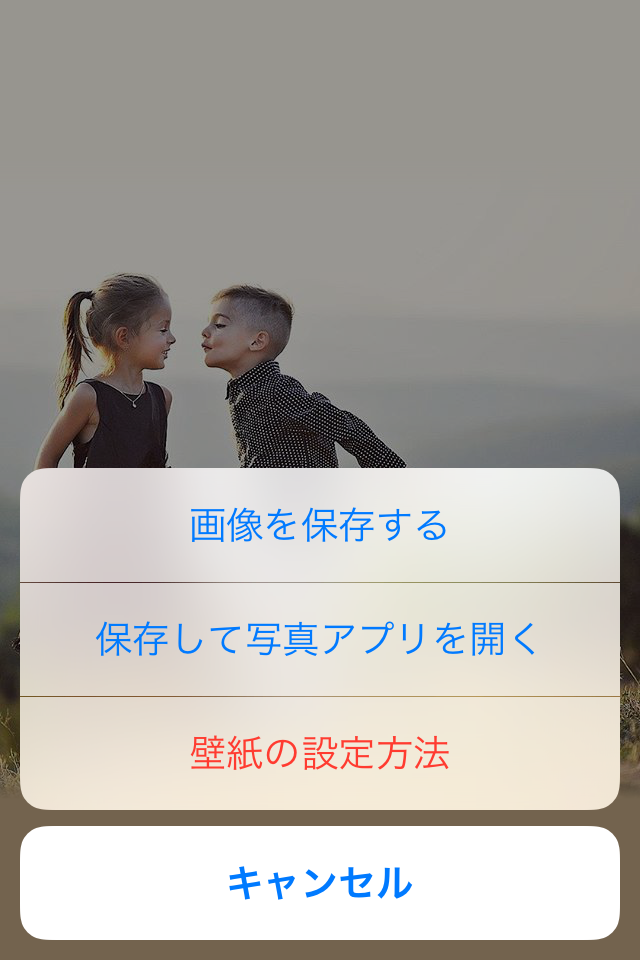 画像を保存する
保存して写真アプリを開く
壁紙の設定方法
キャンセル